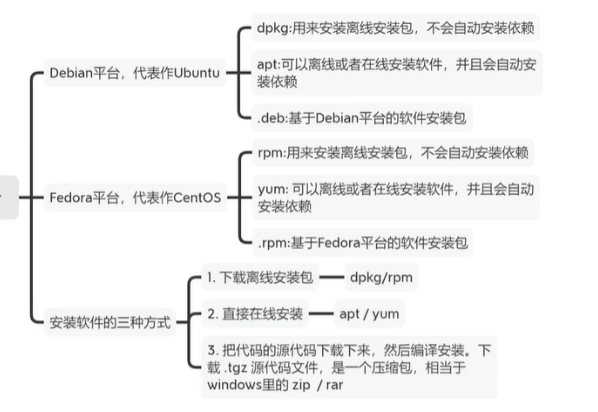 Debian平台，代表作Ubuntu
dpkg:用来安装离线安装包，不会自动安装依赖
apt:可以离线或者在线安装软件，并且会自动安
装依赖
.deb:基于Debian平台的软件安装包
Fedora平台，代表作CentOS
rpm:用来安装离线安装包，不会自动安装依赖
yum: 可以离线或者在线安装软件，并且会自动
安装依赖
.rpm:基于Fedora平台的软件安装包
安装软件的三种方式
1. 下载离线安装包
dpkg/rpm
2. 直接在线安装
apt / yum
3. 把代码的源代码下载下来，然后编译安装。下
载 .tgz 源代码文件，是一个压缩包，相当于
windows里的 zip / rar